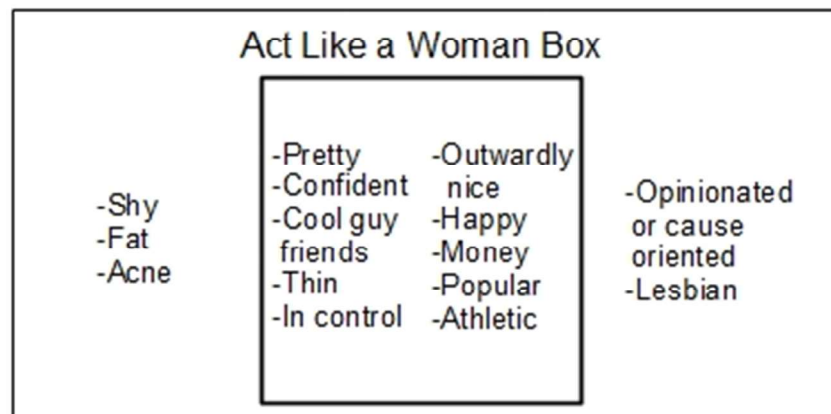 Act Like a Woman Box
-Shy
-Fat
-Acne
-Pretty
-Confident
-Cool guy
friends
-Thin
-In control
-Outwardly
nice
-Happy
-Money
-Popular
-Athletic
-Opinionated
or cause
oriented
-Lesbian